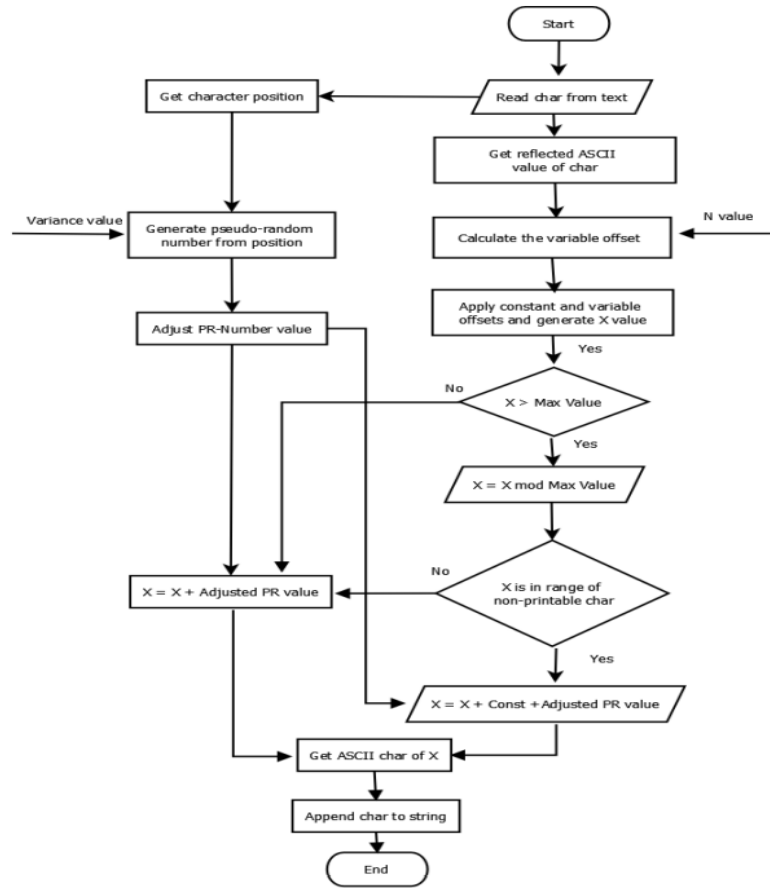 Start
Get character position
Read char from text
Get reflected ASCII
value of char
Variance value
N value
Generate pseudo-random
number from position
Calculate the variable offset
Apply constant and variable
offsets and generate X value
Adjust PR-Number value
Yes
No
X > Max Value
Yes
X = X mod Max Value
No
X is in range of
non-printable char
X = X + Adjusted PR value
Yes
X = X + Const +Adjusted PR value
Get ASCII char of X
Append char to string
End